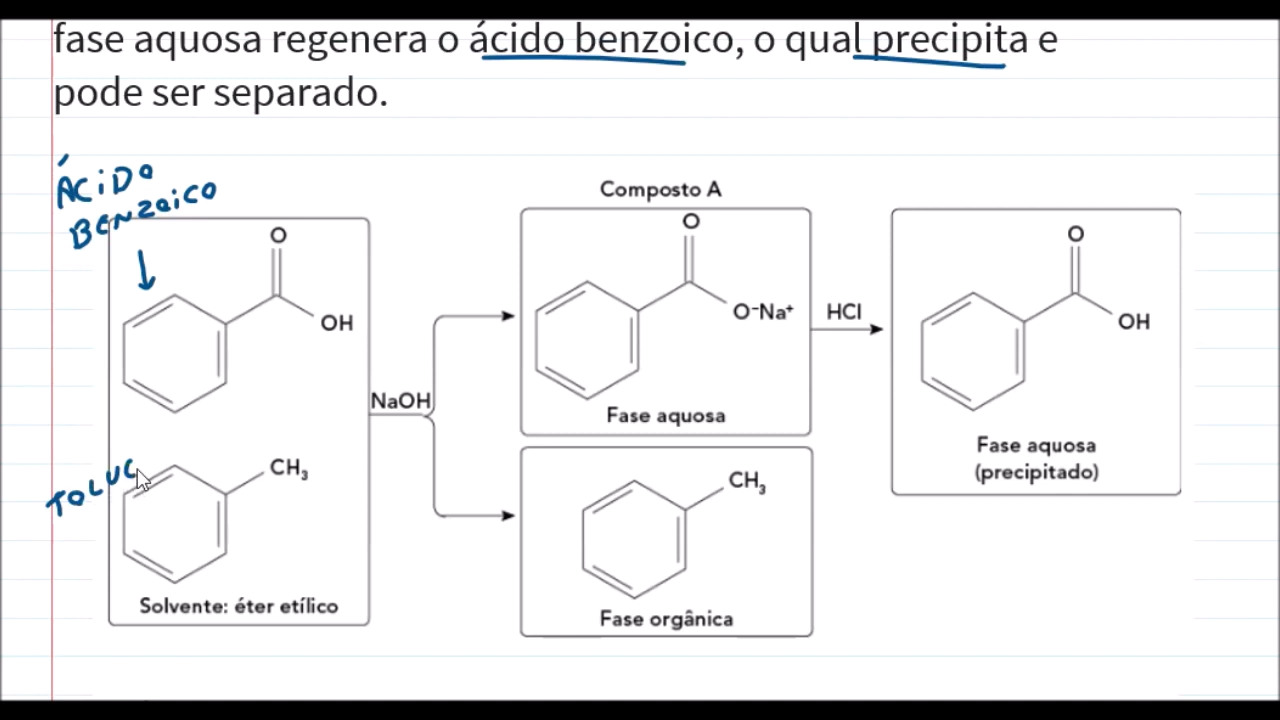 fase aquosa regenera o ácido benzoico, o qual precipita e
pode ser separado.
ÁCIDO
BENZOICO
Composto A
O
OH
O
O⁻Na⁺
Fase aquosa
HCl
O
OH
Fase aquosa
(precipitado)
NaOH
TOLUE
CH₃
Solvente: éter etílico
CH₃
Fase orgânica